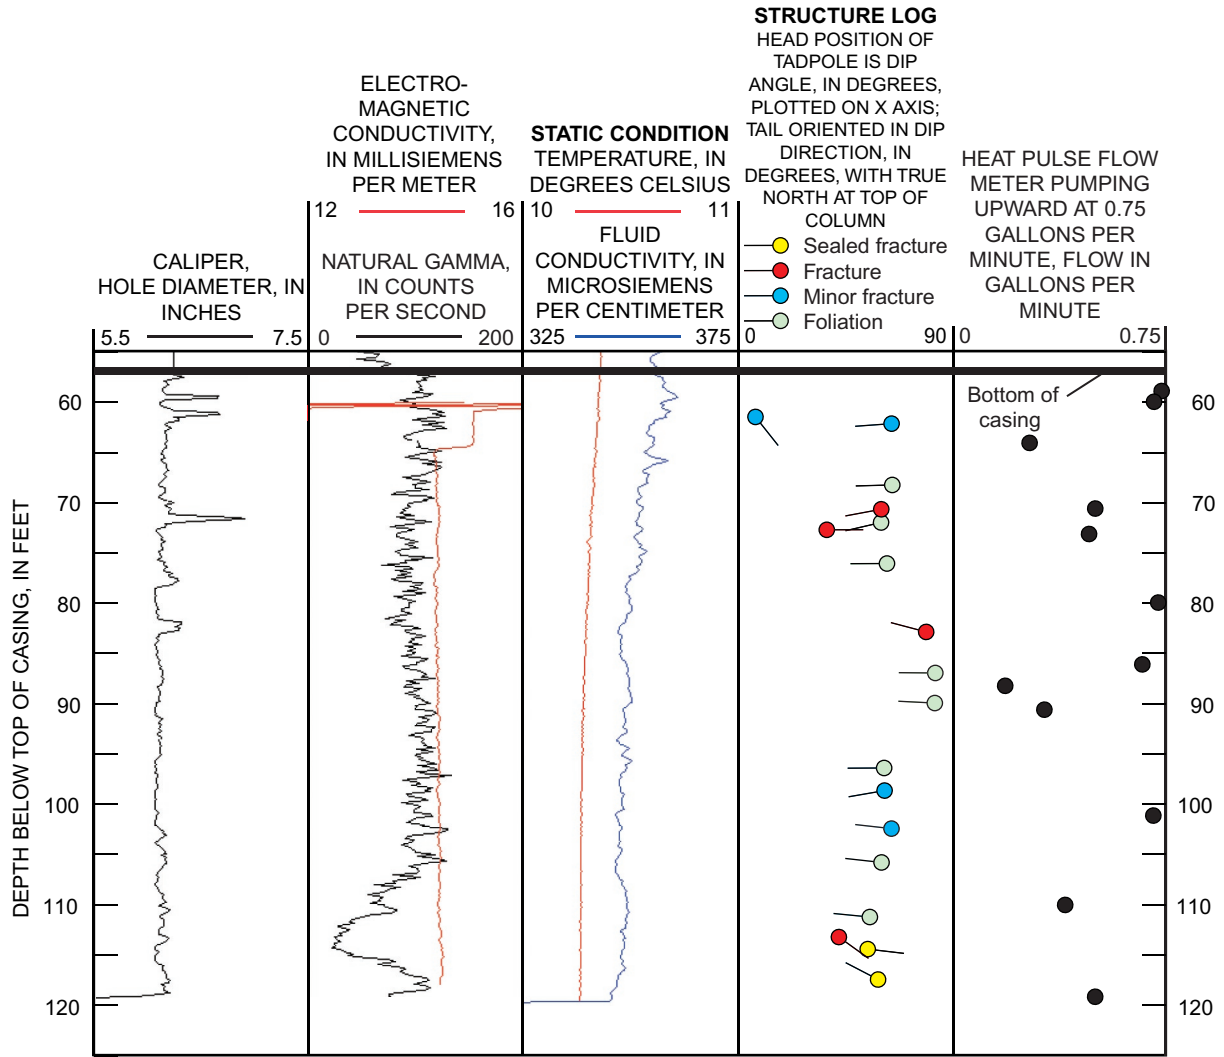 STRUCTURE LOG
HEAD POSITION OF
TADPOLE IS DIP
ANGLE, IN DEGREES,
PLOTTED ON X AXIS;
TAIL ORIENTED IN DIP
DIRECTION, IN
DEGREES, WITH TRUE
NORTH AT TOP OF
COLUMN
Sealed fracture
Fracture
Minor fracture
Foliation
0 90
ELECTRO-
MAGNETIC
CONDUCTIVITY,
IN MILLISIEMENS
PER METER
12 16
NATURAL GAMMA,
IN COUNTS
PER SECOND
0 200
STATIC CONDITION
TEMPERATURE, IN
DEGREES CELSIUS
10 11
FLUID
CONDUCTIVITY, IN
MICROSIEMENS
PER CENTIMETER
325 375
HEAT PULSE FLOW
METER PUMPING
UPWARD AT 0.75
GALLONS PER
MINUTE, FLOW IN
GALLONS PER
MINUTE
0 0.75
CALIPER,
HOLE DIAMETER, IN
INCHES
5.5 7.5
Bottom of
casing
DEPTH BELOW TOP OF CASING, IN FEET
60
70
80
90
100
110
120
60
70
80
90
100
110
120